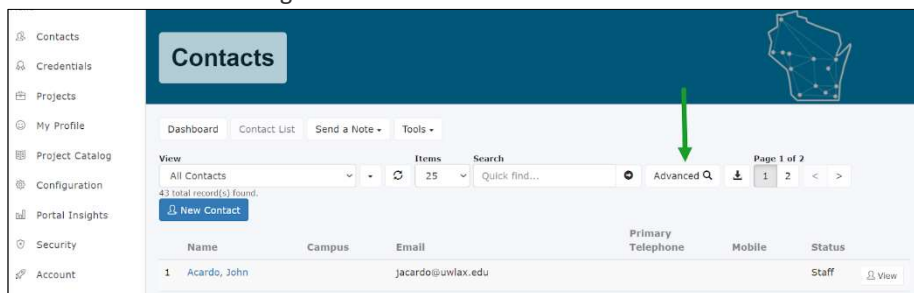 Contacts
Credentials
Projects
My Profile
Project Catalog
Configuration
Portal Insights
Security
Account
Contacts
Dashboard Contact List Send a Note Tools
View Items Search Page 1 of 2
All Contacts 25 Quick find... Advanced 1 2 < >
43 total record(s) found.
New Contact
Name Campus Email Primary Telephone Mobile Status
1 Acardo, John jacardo@uwlax.edu Staff View